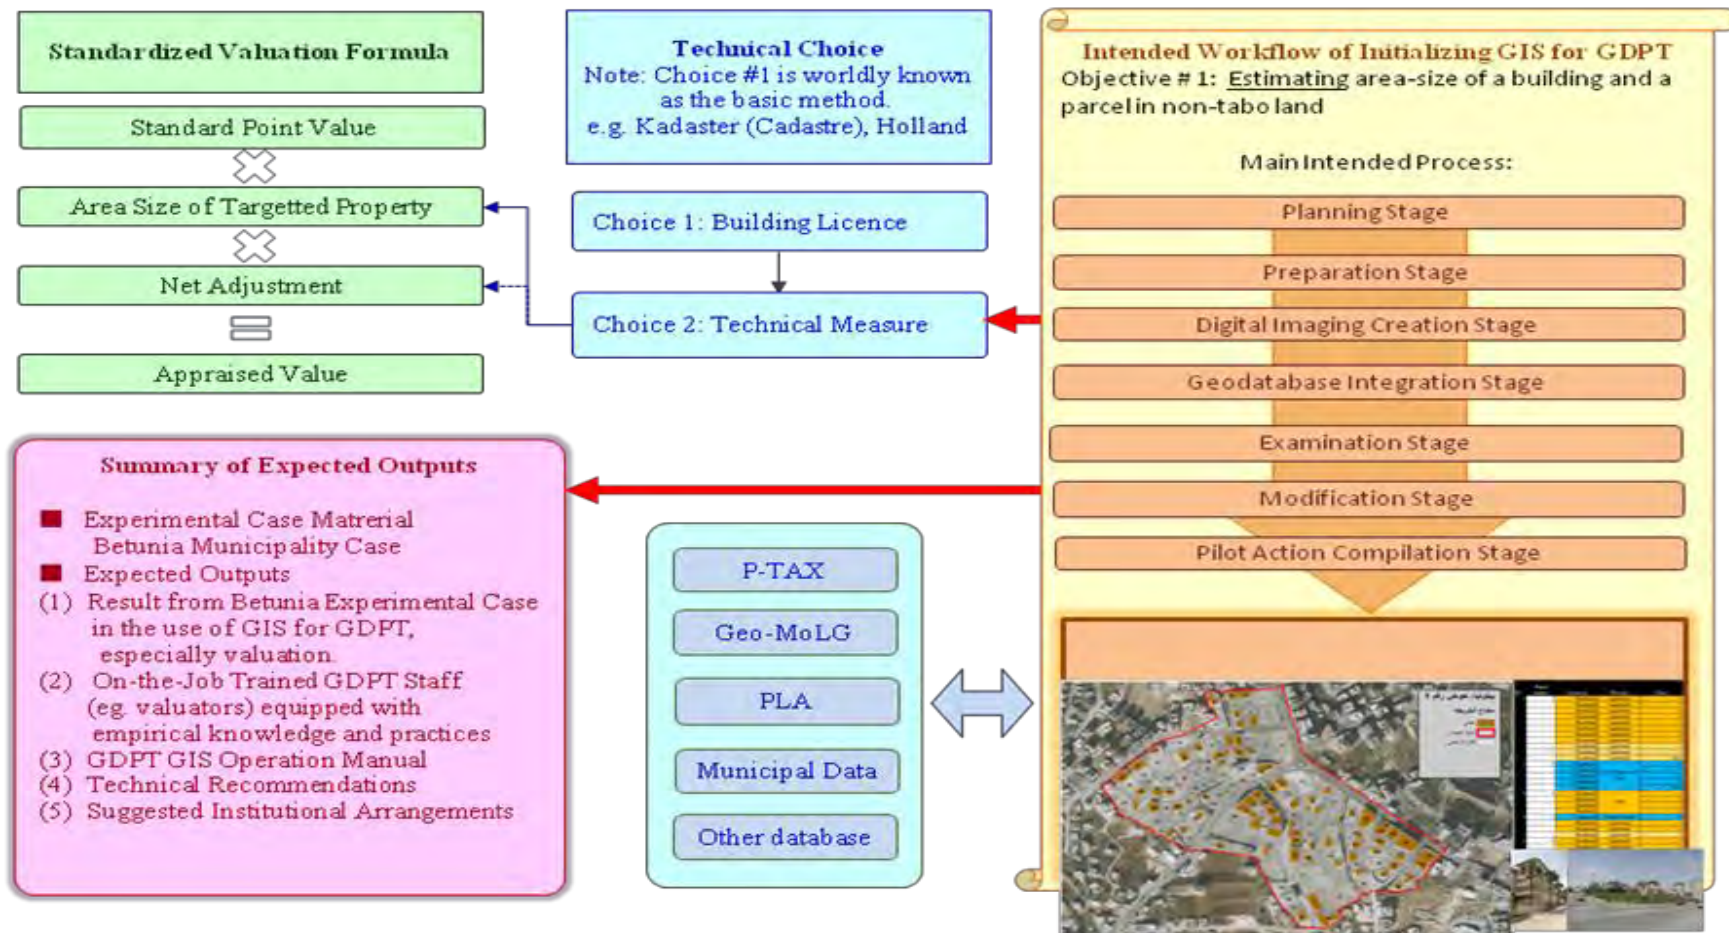 Standardized Valuation Formula
Standard Point Value
Area Size of Targetted Property
Net Adjustment
Appraised Value
Technical Choice
Note: Choice #1 is worldly known
as the basic method.
e.g. Kadaster (Cadastre), Holland
Choice 1: Building Licence
Choice 2: Technical Measure
Intended Workflow of Initializing GIS for GDPT
Objective # 1: Estimating area-size of a building and a
parcel in non-tabo land
Main Intended Process:
Planning Stage
Preparation Stage
Digital Imaging Creation Stage
Geodatabase Integration Stage
Examination Stage
Modification Stage
Pilot Action Compilation Stage
Summary of Expected Outputs
Experimental Case Matrerial
Betunia Municipality Case
Expected Outputs
(1) Result from Betunia Experimental Case
in the use of GIS for GDPT,
especially valuation.
(2) On-the-Job Trained GDPT Staff
(eg. valuators) equipped with
empirical knowledge and practices
(3) GDPT GIS Operation Manual
(4) Technical Recommendations
(5) Suggested Institutional Arrangements
P-TAX
Geo-MoLG
PLA
Municipal Data
Other database